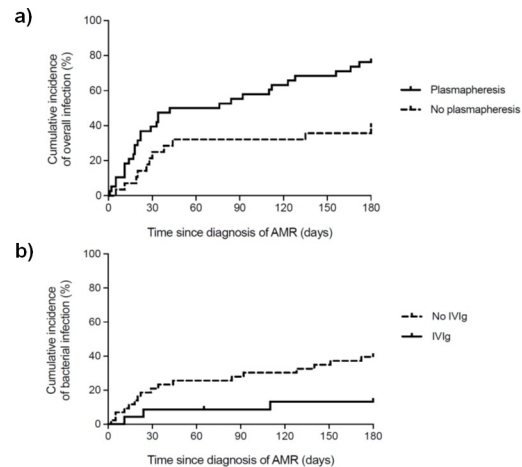 a)
Cumulative incidence
of overall infection (%)
100
80
60
40
20
0
0 30 60 90 120 150 180
Time since diagnosis of AMR (days)
Plasmapheresis
No plasmapheresis
b)
Cumulative incidence
of bacterial infection (%)
100
80
60
40
20
0
0 30 60 90 120 150 180
Time since diagnosis of AMR (days)
No IVIg
IVIg